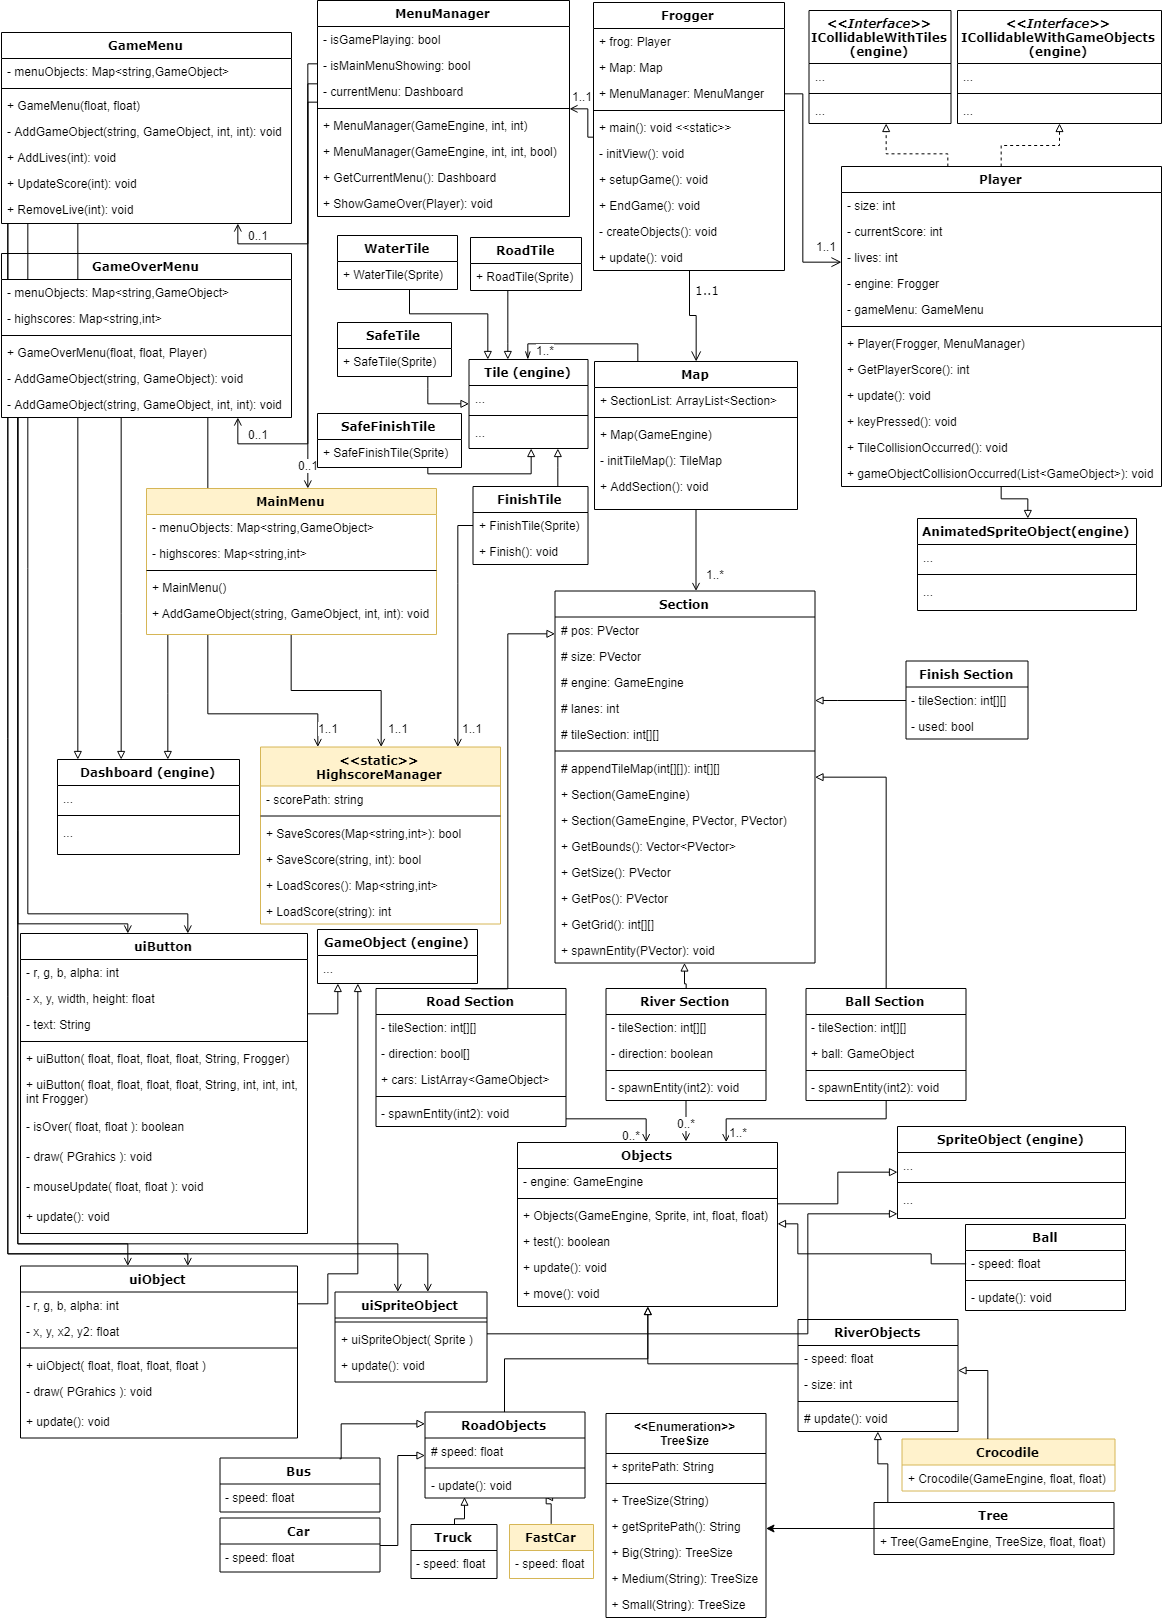 GameMenu
- menuObjects: Map<string,GameObject>
+ GameMenu(float, float)
- AddGameObject(string, GameObject, int, int): void
+ AddLives(int): void
+ UpdateScore(int): void
+ RemoveLive(int): void
MenuManager
- isGamePlaying: bool
- isMainMenuShowing: bool
- currentMenu: Dashboard
+ MenuManager(GameEngine, int, int)
+ MenuManager(GameEngine, int, int, bool)
+ GetCurrentMenu(): Dashboard
+ ShowGameOver(Player): void
Frogger
+ frog: Player
+ Map: Map
+ MenuManager: MenuManger
+ main(): void <<static>>
- initView(): void
+ setupGame(): void
+ EndGame(): void
- createObjects(): void
+ update(): void
<<Interface>>
ICollidableWithTiles
(engine)
...
...
<<Interface>>
ICollidableWithGameObjects
(engine)
...
...
1..1
1..1
1..1
0..1
Player
- size: int
- currentScore: int
- lives: int
- engine: Frogger
- gameMenu: GameMenu
+ Player(Frogger, MenuManager)
+ GetPlayerScore(): int
+ update(): void
+ keyPressed(): void
+ TileCollisionOccurred(): void
+ gameObjectCollisionOccurred(List<GameObject>): void
GameOverMenu
- menuObjects: Map<string,GameObject>
- highscores: Map<string,int>
+ GameOverMenu(float, float, Player)
- AddGameObject(string, GameObject): void
- AddGameObject(string, GameObject, int, int): void
0..1
0..1
WaterTile
+ WaterTile(Sprite)
RoadTile
+ RoadTile(Sprite)
SafeTile
+ SafeTile(Sprite)
1..*
Tile (engine)
...
...
SafeFinishTile
+ SafeFinishTile(Sprite)
FinishTile
+ FinishTile(Sprite)
+ Finish(): void
Map
+ SectionList: ArrayList<Section>
+ Map(GameEngine)
- initTileMap(): TileMap
+ AddSection(): void
1..*
AnimatedSpriteObject(engine)
...
...
MainMenu
- menuObjects: Map<string,GameObject>
- highscores: Map<string,int>
+ MainMenu()
+ AddGameObject(string, GameObject, int, int): void
1..1
1..1
1..1
Dashboard (engine)
...
...
<<static>>
HighscoreManager
- scorePath: string
+ SaveScores(Map<string,int>): bool
+ SaveScore(string, int): bool
+ LoadScores(): Map<string,int>
+ LoadScore(string): int
Section
# pos: PVector
# size: PVector
# engine: GameEngine
# lanes: int
# tileSection: int[][]
# appendTileMap(int[][]): int[][]
+ Section(GameEngine)
+ Section(GameEngine, PVector, PVector)
+ GetBounds(): Vector<PVector>
+ GetSize(): PVector
+ GetPos(): PVector
+ GetGrid(): int[][]
+ spawnEntity(PVector): void
Finish Section
- tileSection: int[][]
- used: bool
uiButton
- r, g, b, alpha: int
- x, y, width, height: float
- text: String
+ uiButton( float, float, float, float, String, Frogger)
+ uiButton( float, float, float, float, String, int, int, int,
int Frogger)
- isOver( float, float ): boolean
- draw( PGrahics ): void
- mouseUpdate( float, float ): void
+ update(): void
GameObject (engine)
...
Road Section
- tileSection: int[][]
- direction: bool[]
+ cars: ListArray<GameObject>
- spawnEntity(int2): void
River Section
- tileSection: int[][]
- direction: boolean
- spawnEntity(int2): void
Ball Section
- tileSection: int[][]
+ ball: GameObject
- spawnEntity(int2): void
0..*
0..*
1..*
Objects
- engine: GameEngine
+ Objects(GameEngine, Sprite, int, float, float)
+ test(): boolean
+ update(): void
+ move(): void
SpriteObject (engine)
...
...
Ball
- speed: float
- update(): void
uiObject
- r, g, b, alpha: int
- x, y, x2, y2: float
+ uiObject( float, float, float, float )
- draw( PGrahics ): void
+ update(): void
uiSpriteObject
+ uiSpriteObject( Sprite )
+ update(): void
RiverObjects
- speed: float
- size: int
# update(): void
RoadObjects
# speed: float
- update(): void
<<Enumeration>>
TreeSize
+ spritePath: String
+ TreeSize(String)
+ getSpritePath(): String
+ Big(String): TreeSize
+ Medium(String): TreeSize
+ Small(String): TreeSize
Crocodile
+ Crocodile(GameEngine, float, float)
Tree
+ Tree(GameEngine, TreeSize, float, float)
Bus
- speed: float
Car
- speed: float
Truck
- speed: float
FastCar
- speed: float